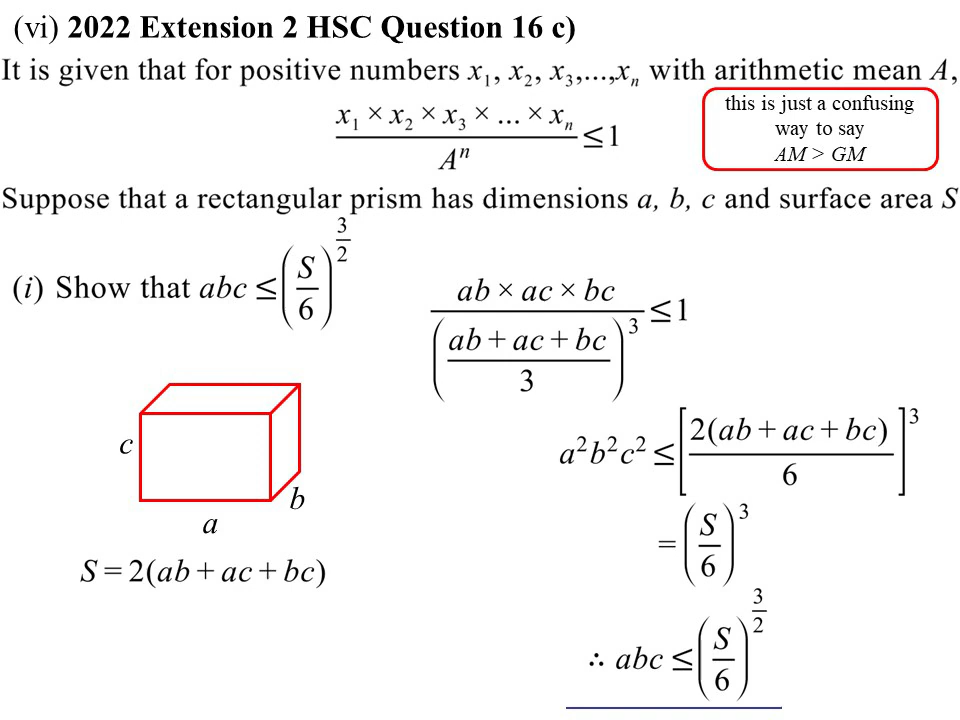 (vi) 2022 Extension 2 HSC Question 16 c)
It is given that for positive numbers x₁, x₂, x₃,...,xₙ with arithmetic mean A,
(x₁ × x₂ × x₃ × ... × xₙ)/Aⁿ ≤ 1
this is just a confusing
way to say
AM > GM
Suppose that a rectangular prism has dimensions a, b, c and surface area S
(i) Show that abc ≤ (S/6)^(3/2)
(ab × ac × bc)/((ab + ac + bc)/3)³ ≤ 1
c
b
a
S = 2(ab + ac + bc)
a²b²c² ≤ [2(ab + ac + bc)/6]³
= (S/6)³
∴ abc ≤ (S/6)^(3/2)